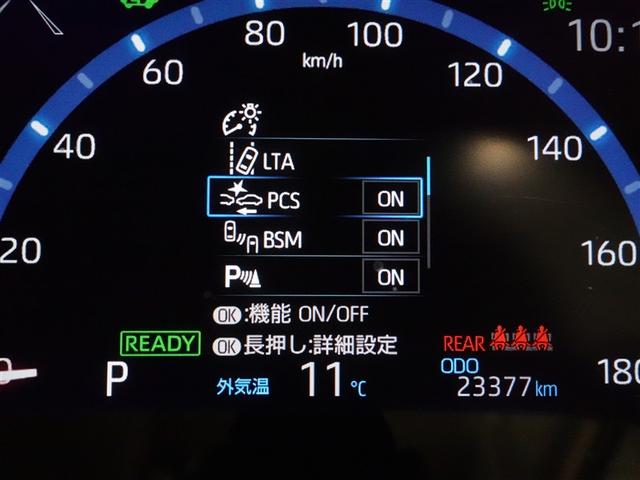 80 100
km/h
60 120
40 140
20 160
LTA
PCS ON
BSM ON
P ON
OK:機能 ON/OFF
OK長押し:詳細設定
READY
REAR
P
外気温 11℃
ODO
23377km
180